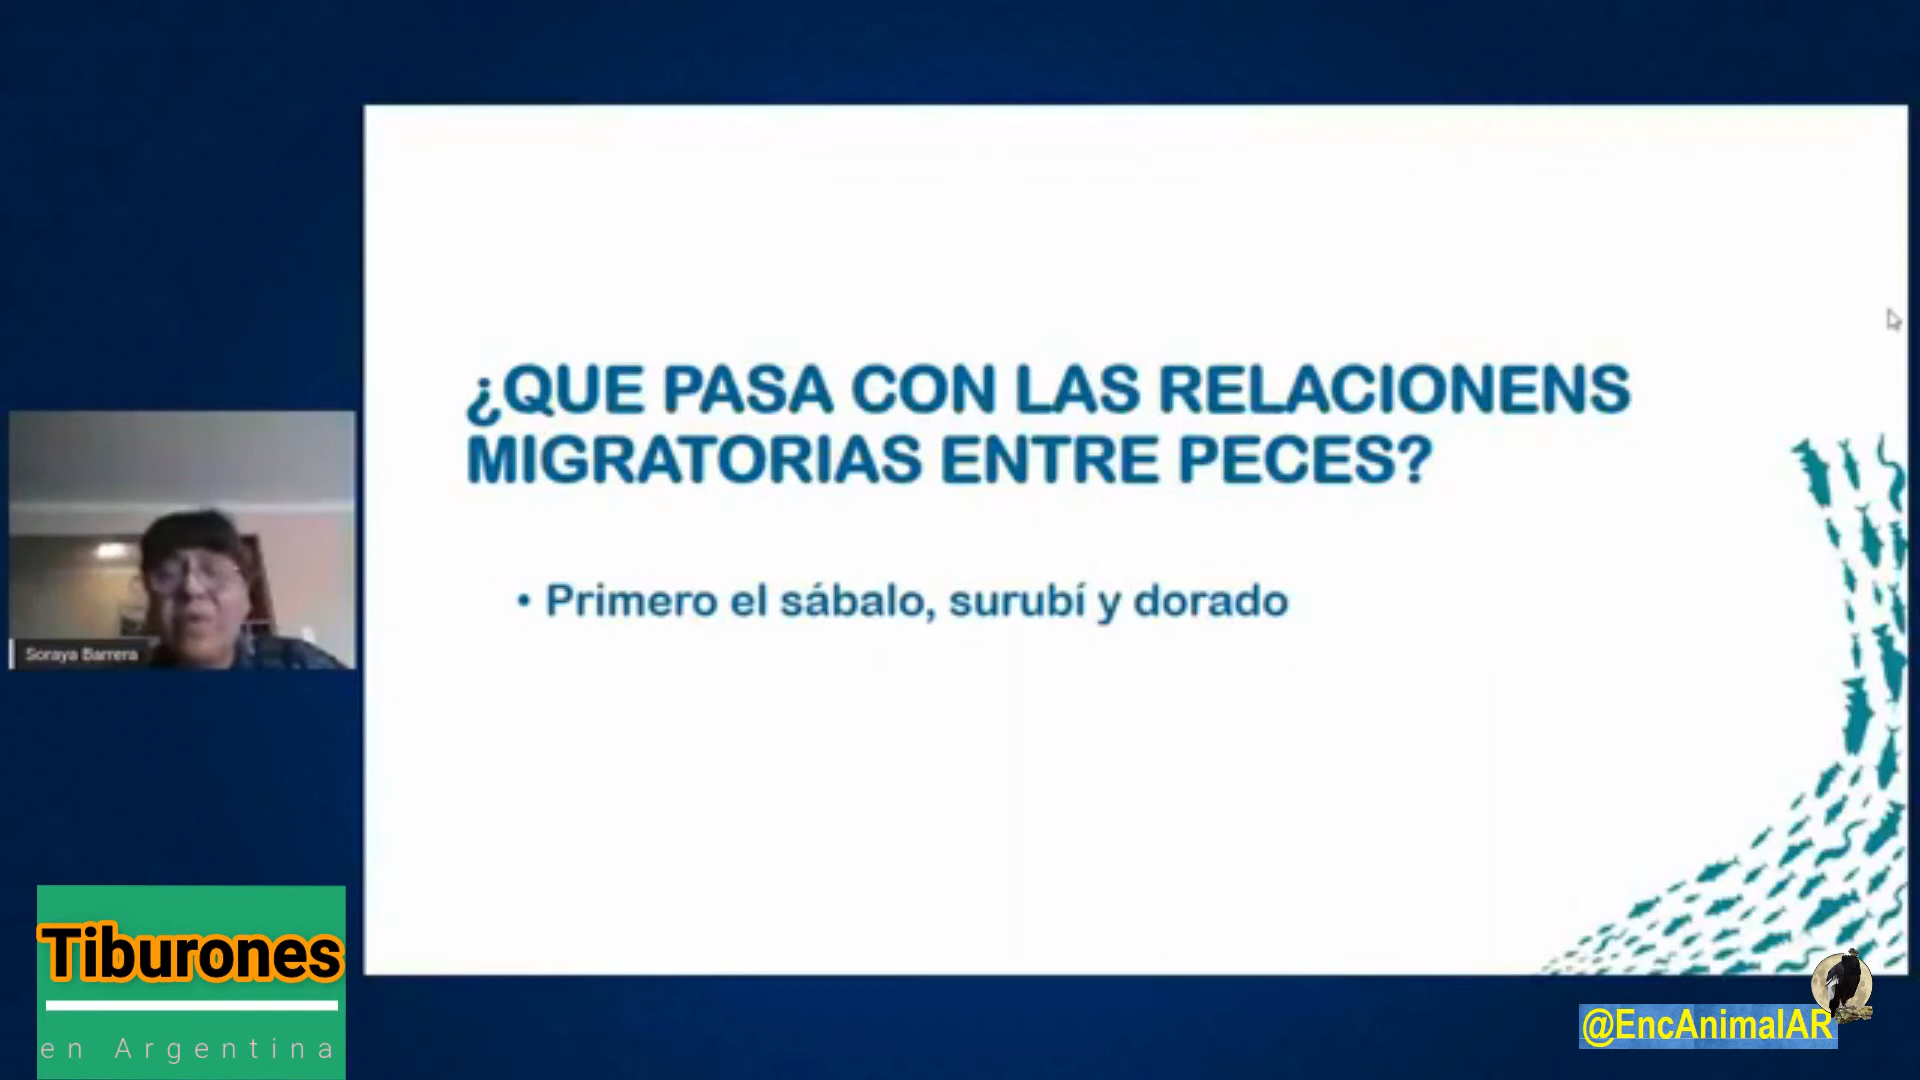 ¿QUE PASA CON LAS RELACIONENS
MIGRATORIAS ENTRE PECES?
• Primero el sábalo, surubí y dorado
Soraya Barrera
Tiburones
en Argentina
@EncAnimalAR